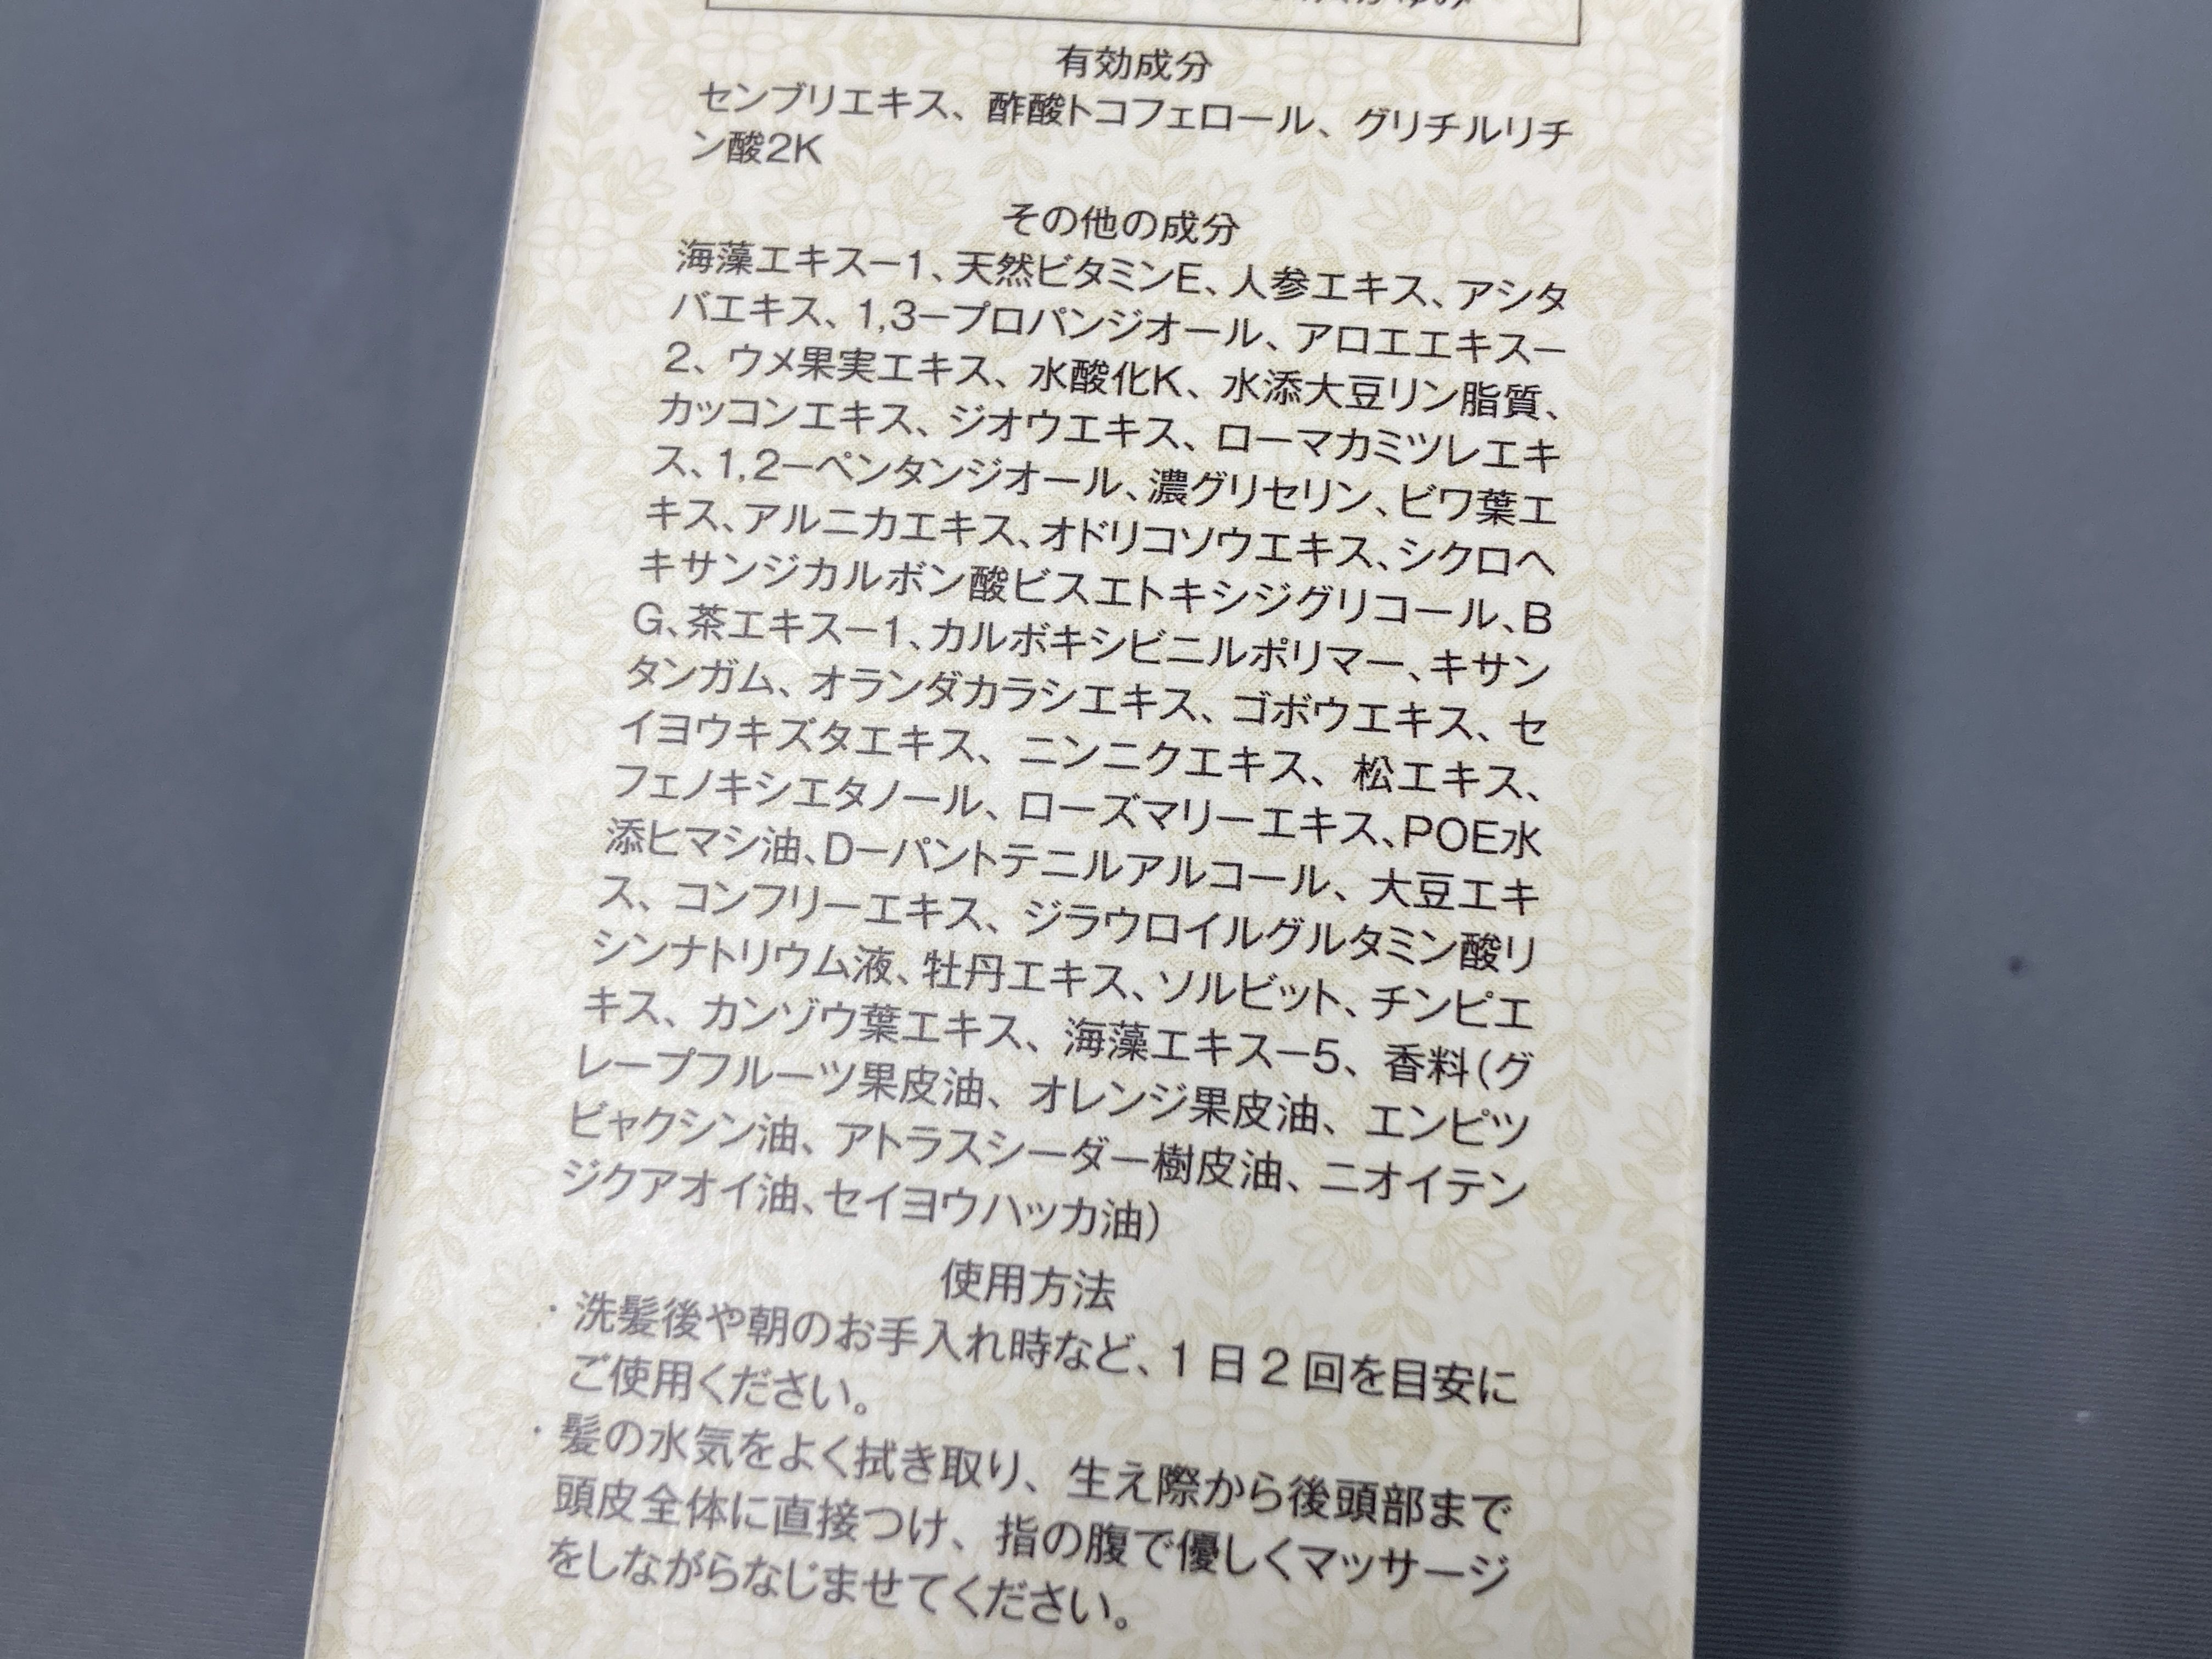 有効成分
センブリエキス、酢酸トコフェロール、グリチルリチ
ン酸2K
その他の成分
海藻エキスー1、天然ビタミンE、人参エキス、アシタ
バエキス、1,3ープロパンジオール、アロエエキスー
2、ウメ果実エキス、水酸化K、水添大豆リン脂質、
カッコンエキス、ジオウエキス、ローマカミツレエキ
ス、1,2ーペンタンジオール、濃グリセリン、ビワ葉エ
キス、アルニカエキス、オドリコソウエキス、シクロヘ
キサンジカルボン酸ビスエトキシジグリコール、B
G、茶エキスー1、カルボキシビニルポリマー、キサン
タンガム、オランダカラシエキス、ゴボウエキス、セ
イヨウキズタエキス、ニンニクエキス、松エキス、
フェノキシエタノール、ローズマリーエキス、POE水
添ヒマシ油、Dーパントテニルアルコール、大豆エキ
ス、コンフリーエキス、ジラウロイルグルタミン酸リ
シンナトリウム液、牡丹エキス、ソルビット、チンピエ
キス、カンゾウ葉エキス、海藻エキスー5、香料(グ
レープフルーツ果皮油、オレンジ果皮油、エンピツ
ビャクシン油、アトラスシーダー樹皮油、ニオイテン
ジクアオイ油、セイヨウハッカ油)
使用方法
・洗髪後や朝のお手入れ時など、1日2回を目安に
ご使用ください。
・髪の水気をよく拭き取り、生え際から後頭部まで
頭皮全体に直接つけ、指の腹で優しくマッサージ
をしながらなじませてください。